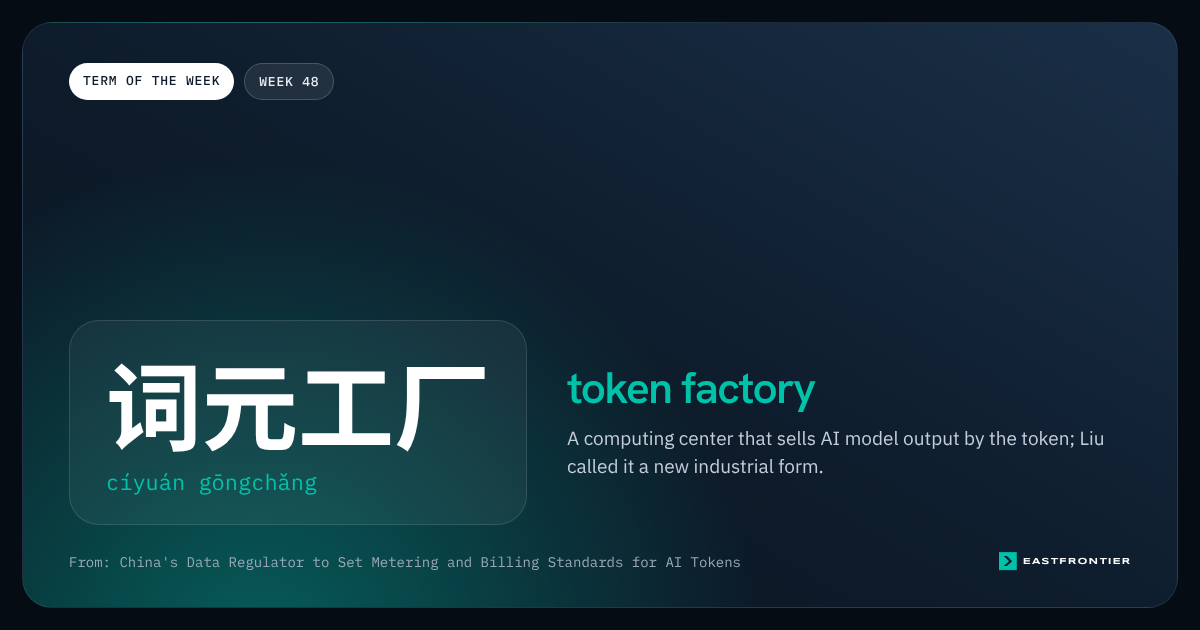 TERM OF THE WEEK
WEEK 48
词元工厂
cíyuán gōngchǎng
token factory
A computing center that sells AI model output by the token; Liu
called it a new industrial form.
From: China's Data Regulator to Set Metering and Billing Standards for AI Tokens
EASTFRONTIER